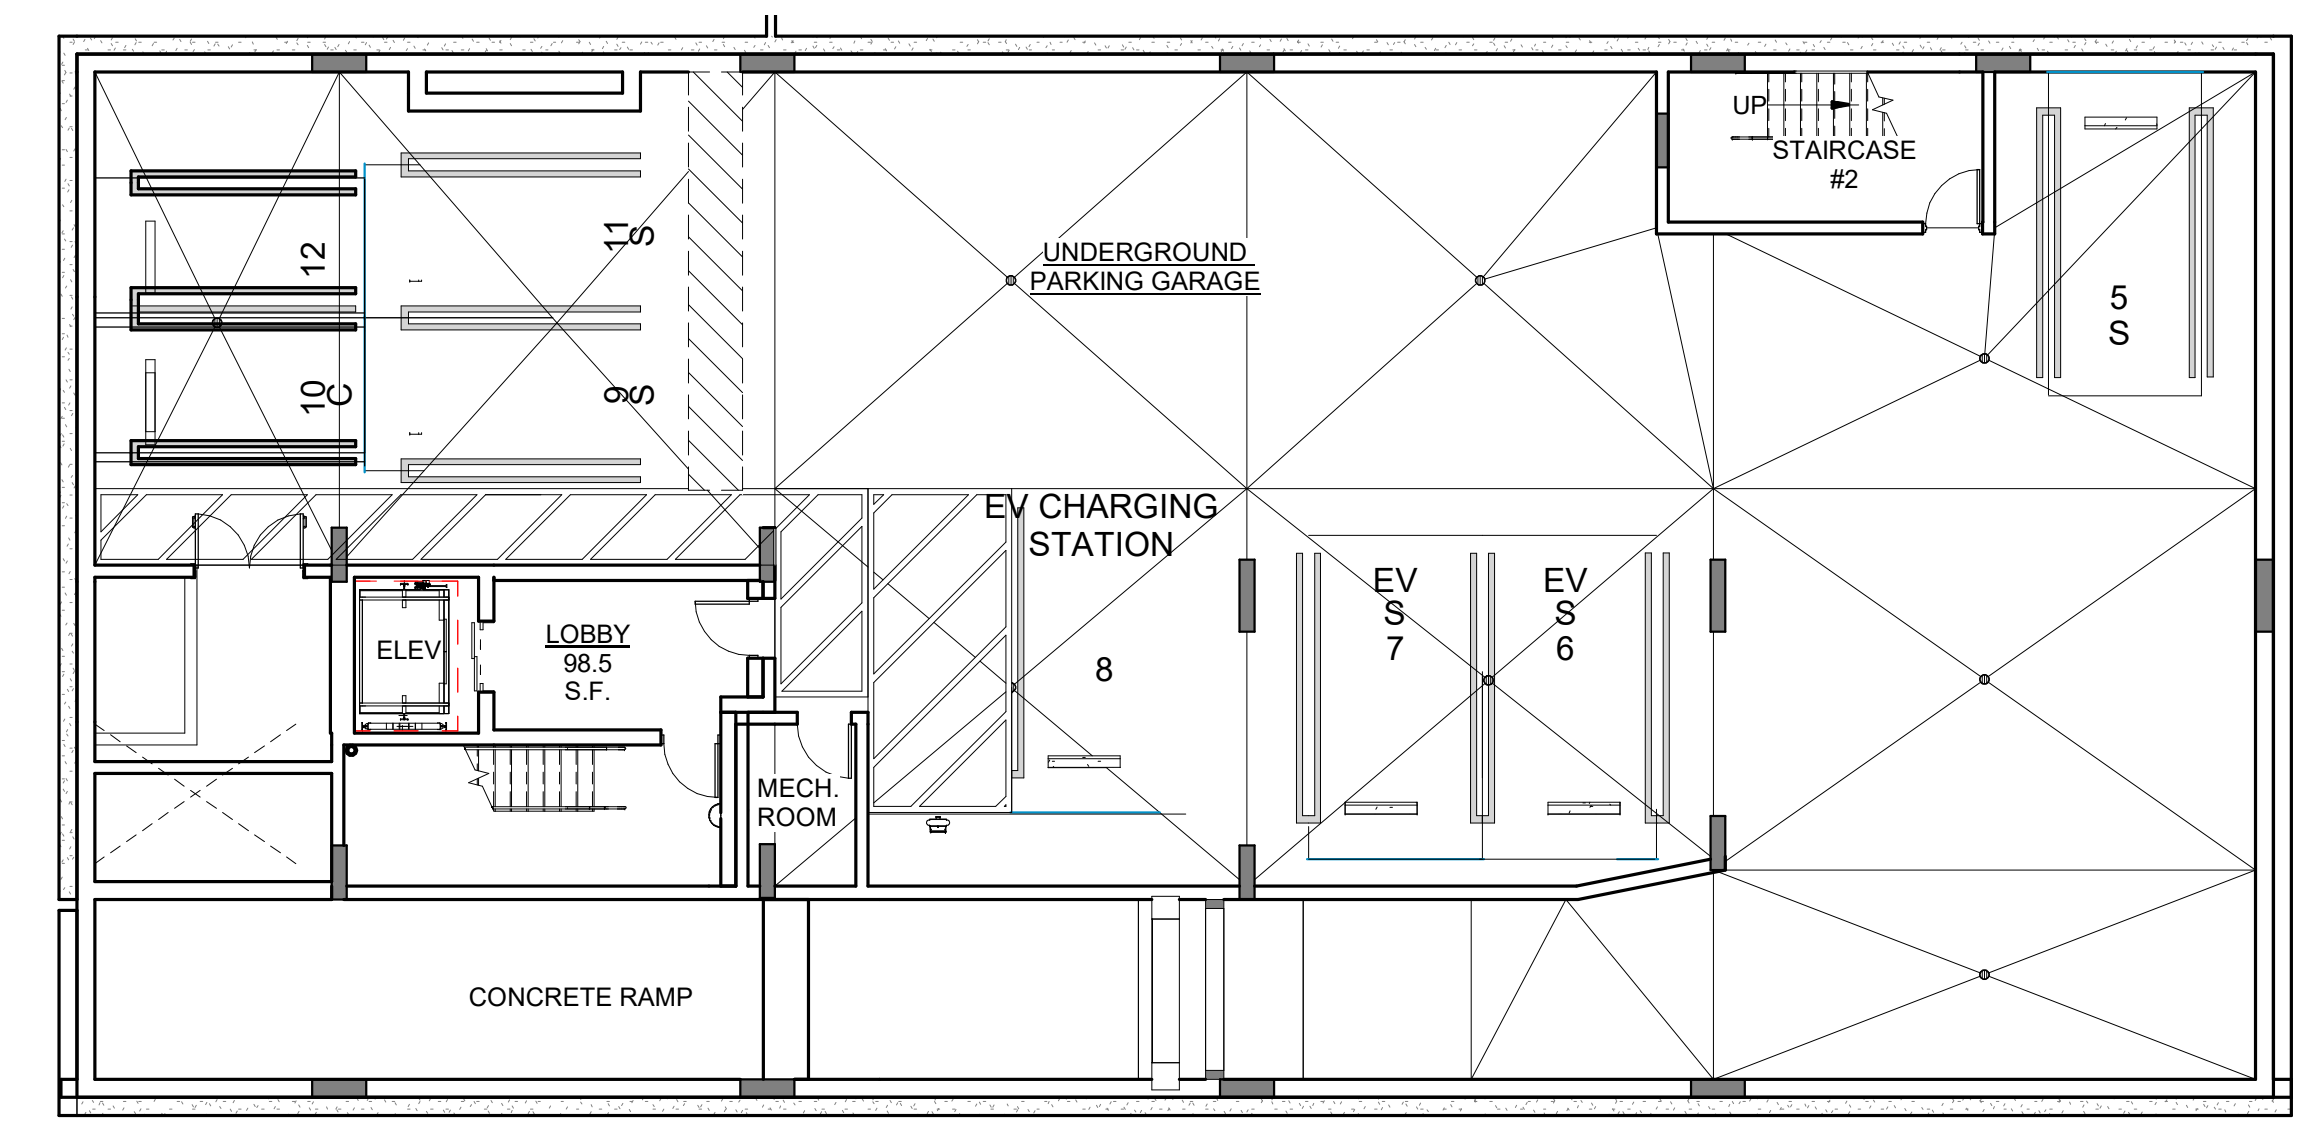 UP
STAIRCASE
#2
12
11
S
UNDERGROUND
PARKING GARAGE
5
S
10
C
9
S
EV CHARGING
STATION
EV
S
7
EV
S
6
ELEV
LOBBY
98.5
S.F.
8
MECH.
ROOM
CONCRETE RAMP